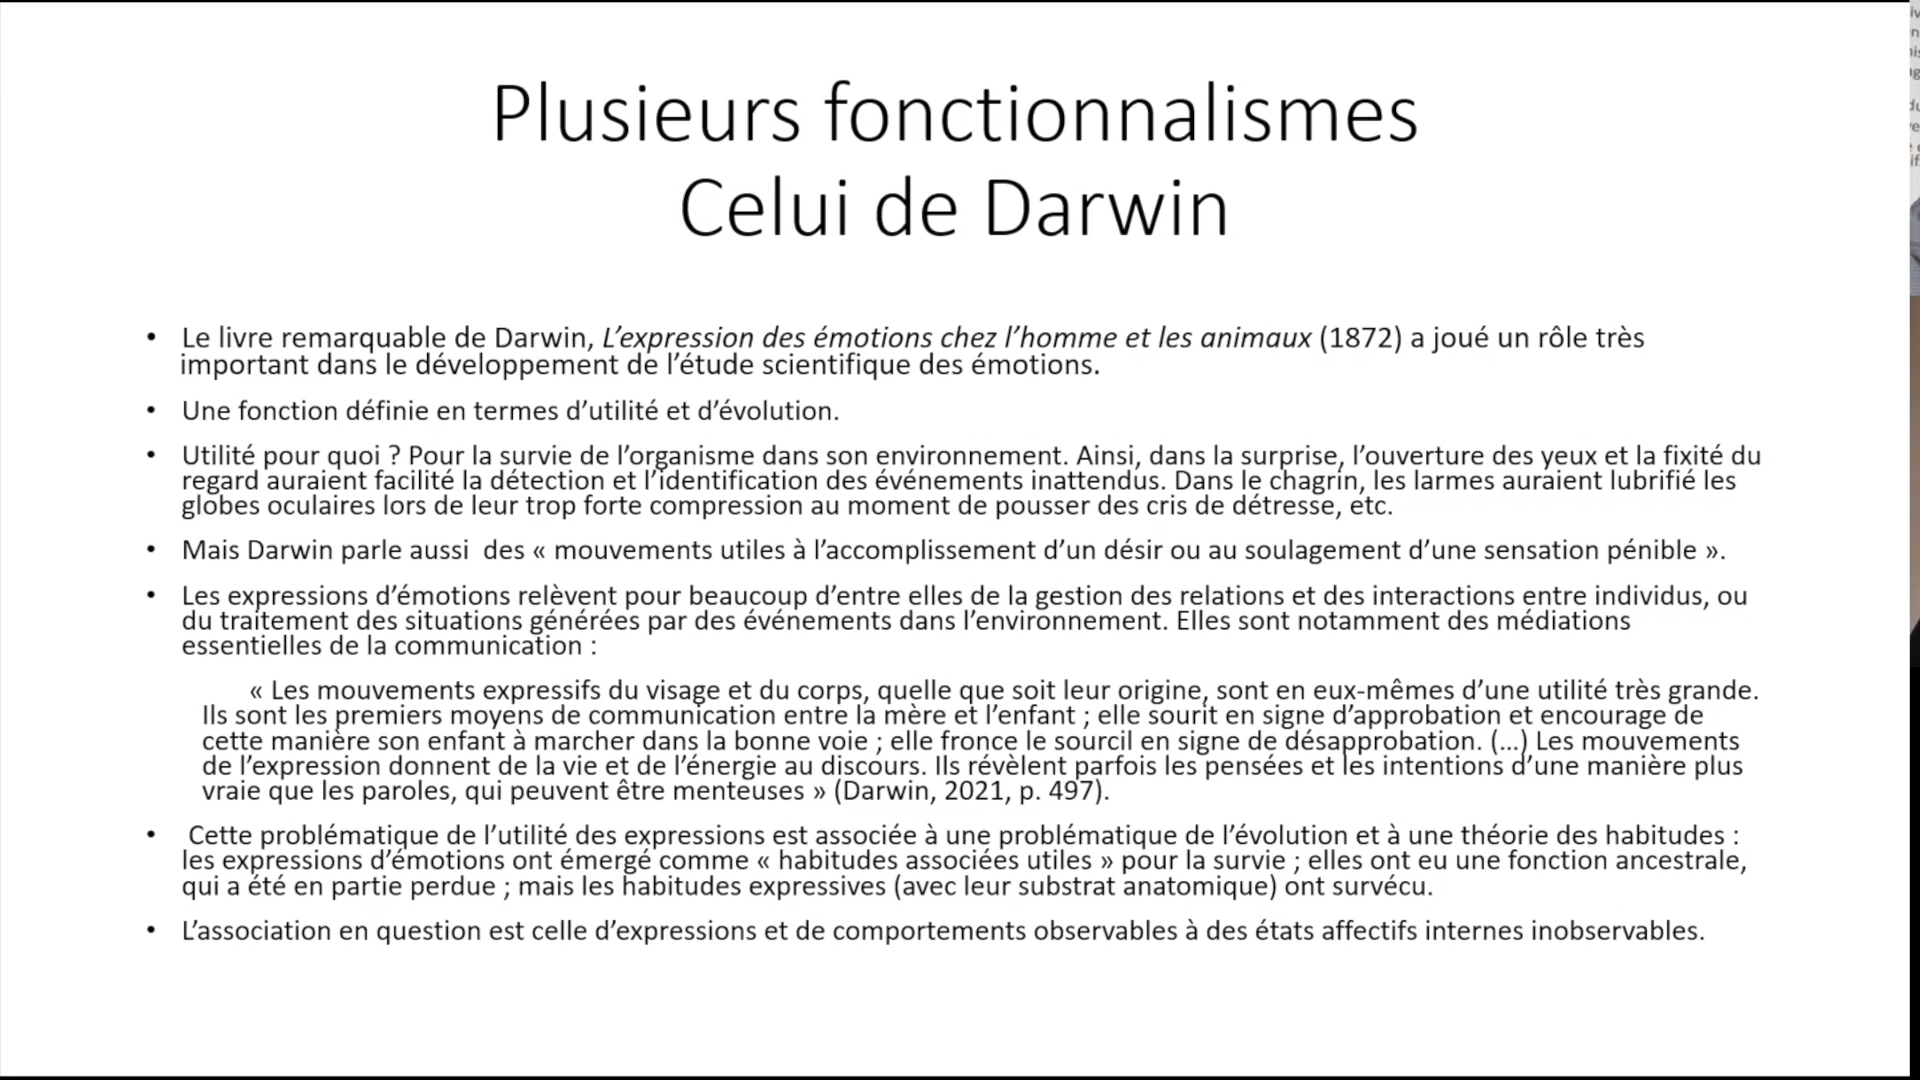 Plusieurs fonctionnalismes
Celui de Darwin
• Le livre remarquable de Darwin, L’expression des émotions chez l’homme et les animaux (1872) a joué un rôle très
important dans le développement de l’étude scientifique des émotions.
• Une fonction définie en termes d’utilité et d’évolution.
• Utilité pour quoi ? Pour la survie de l’organisme dans son environnement. Ainsi, dans la surprise, l’ouverture des yeux et la fixité du
regard auraient facilité la détection et l’identification des événements inattendus. Dans le chagrin, les larmes auraient lubrifié les
globes oculaires lors de leur trop forte compression au moment de pousser des cris de détresse, etc.
• Mais Darwin parle aussi  des « mouvements utiles à l’accomplissement d’un désir ou au soulagement d’une sensation pénible ».
• Les expressions d’émotions relèvent pour beaucoup d’entre elles de la gestion des relations et des interactions entre individus, ou
du traitement des situations générées par des événements dans l’environnement. Elles sont notamment des médiations
essentielles de la communication :
« Les mouvements expressifs du visage et du corps, quelle que soit leur origine, sont en eux-mêmes d’une utilité très grande.
Ils sont les premiers moyens de communication entre la mère et l’enfant ; elle sourit en signe d’approbation et encourage de
cette manière son enfant à marcher dans la bonne voie ; elle fronce le sourcil en signe de désapprobation. (...) Les mouvements
de l’expression donnent de la vie et de l’énergie au discours. Ils révèlent parfois les pensées et les intentions d’une manière plus
vraie que les paroles, qui peuvent être menteuses » (Darwin, 2021, p. 497).
• Cette problématique de l’utilité des expressions est associée à une problématique de l’évolution et à une théorie des habitudes :
les expressions d’émotions ont émergé comme « habitudes associées utiles » pour la survie ; elles ont eu une fonction ancestrale,
qui a été en partie perdue ; mais les habitudes expressives (avec leur substrat anatomique) ont survécu.
• L’association en question est celle d’expressions et de comportements observables à des états affectifs internes inobservables.